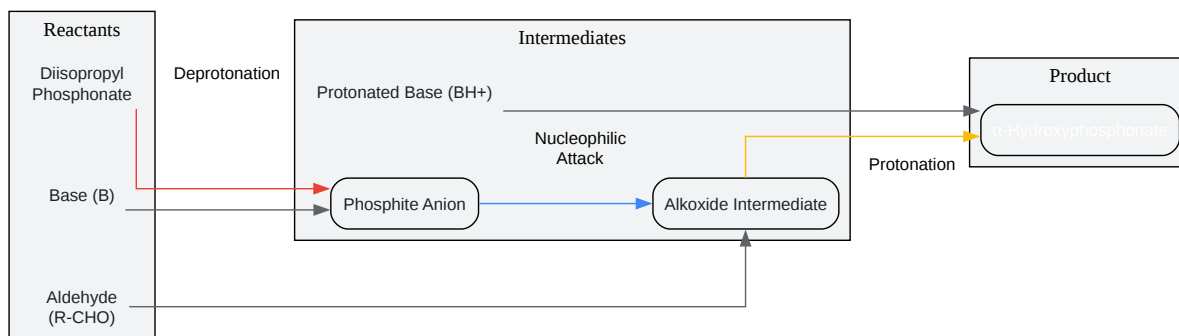 Reactants
Diisopropyl
Phosphonate
Base (B)
Aldehyde
(R-CHO)
Deprotonation
Intermediates
Protonated Base (BH+)
Nucleophilic
Attack
Phosphite Anion
Alkoxide Intermediate
Protonation
Product
α-Hydroxyphosphonate